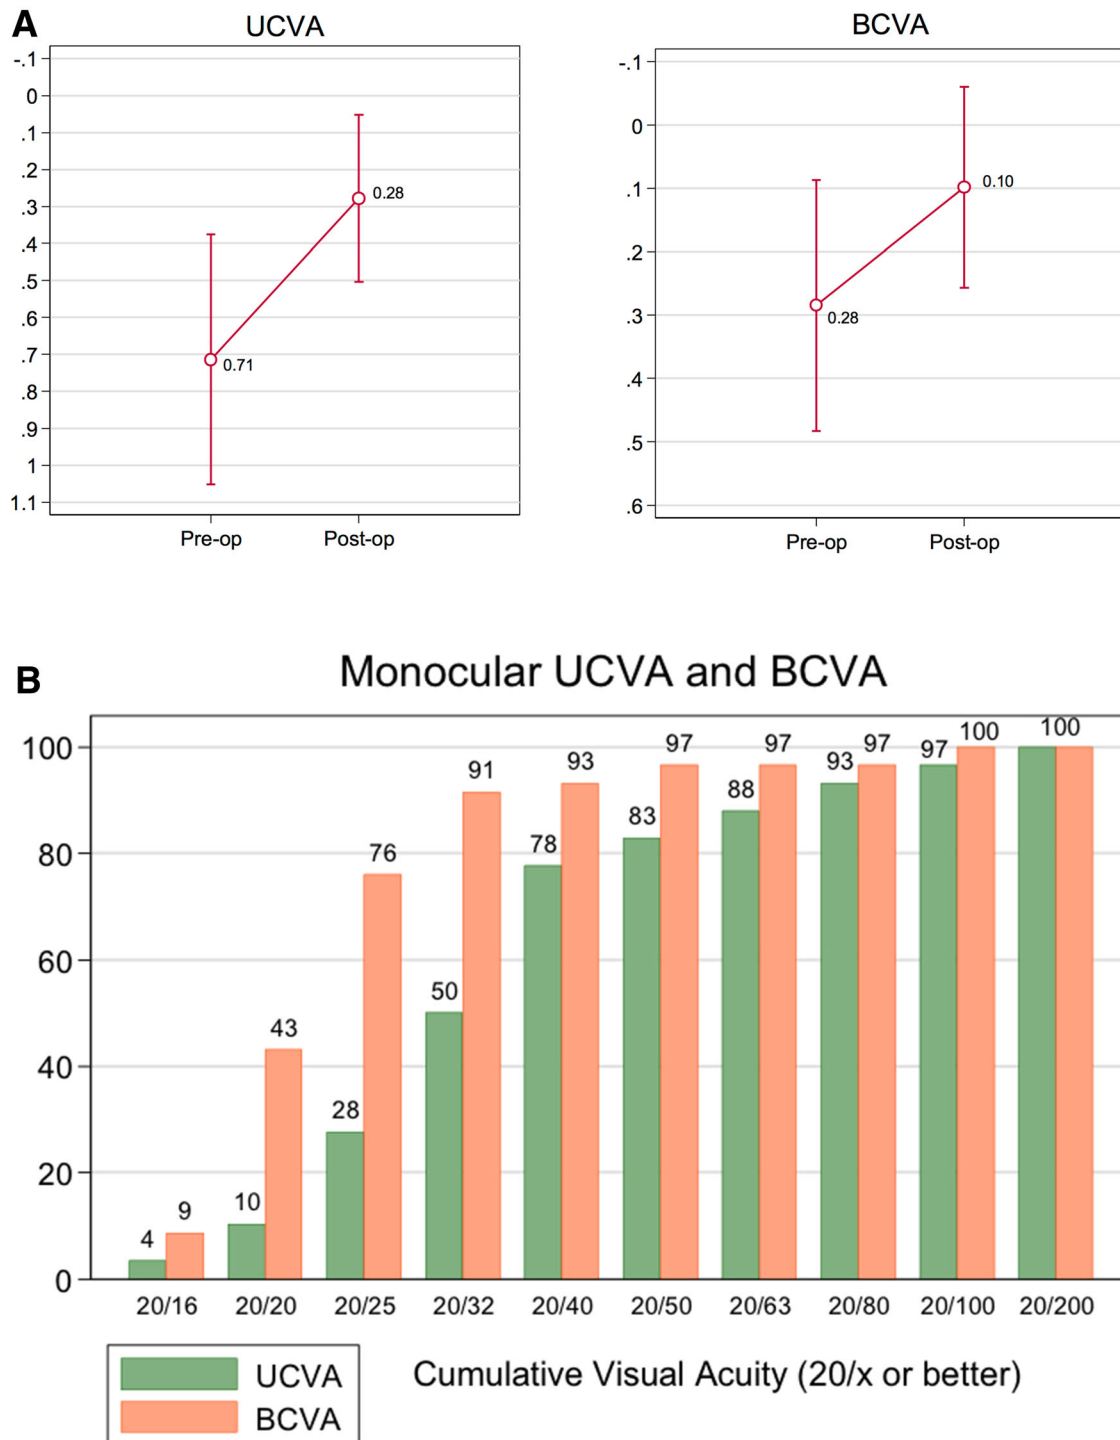 A
UCVA
-.1
0
.1
.2
.3
.4
.5
.6
.7
.8
.9
1
1.1
0.71
0.28
Pre-op Post-op
BCVA
-.1
0
.1
.2
.3
.4
.5
.6
0.28
0.10
Pre-op Post-op
B
Monocular UCVA and BCVA
100
80
60
40
20
0
4 9 10 43 28 76 50 91 78 93 83 97 88 97 93 97 97 100 100
20/16 20/20 20/25 20/32 20/40 20/50 20/63 20/80 20/100 20/200
Cumulative Visual Acuity (20/x or better)
UCVA
BCVA